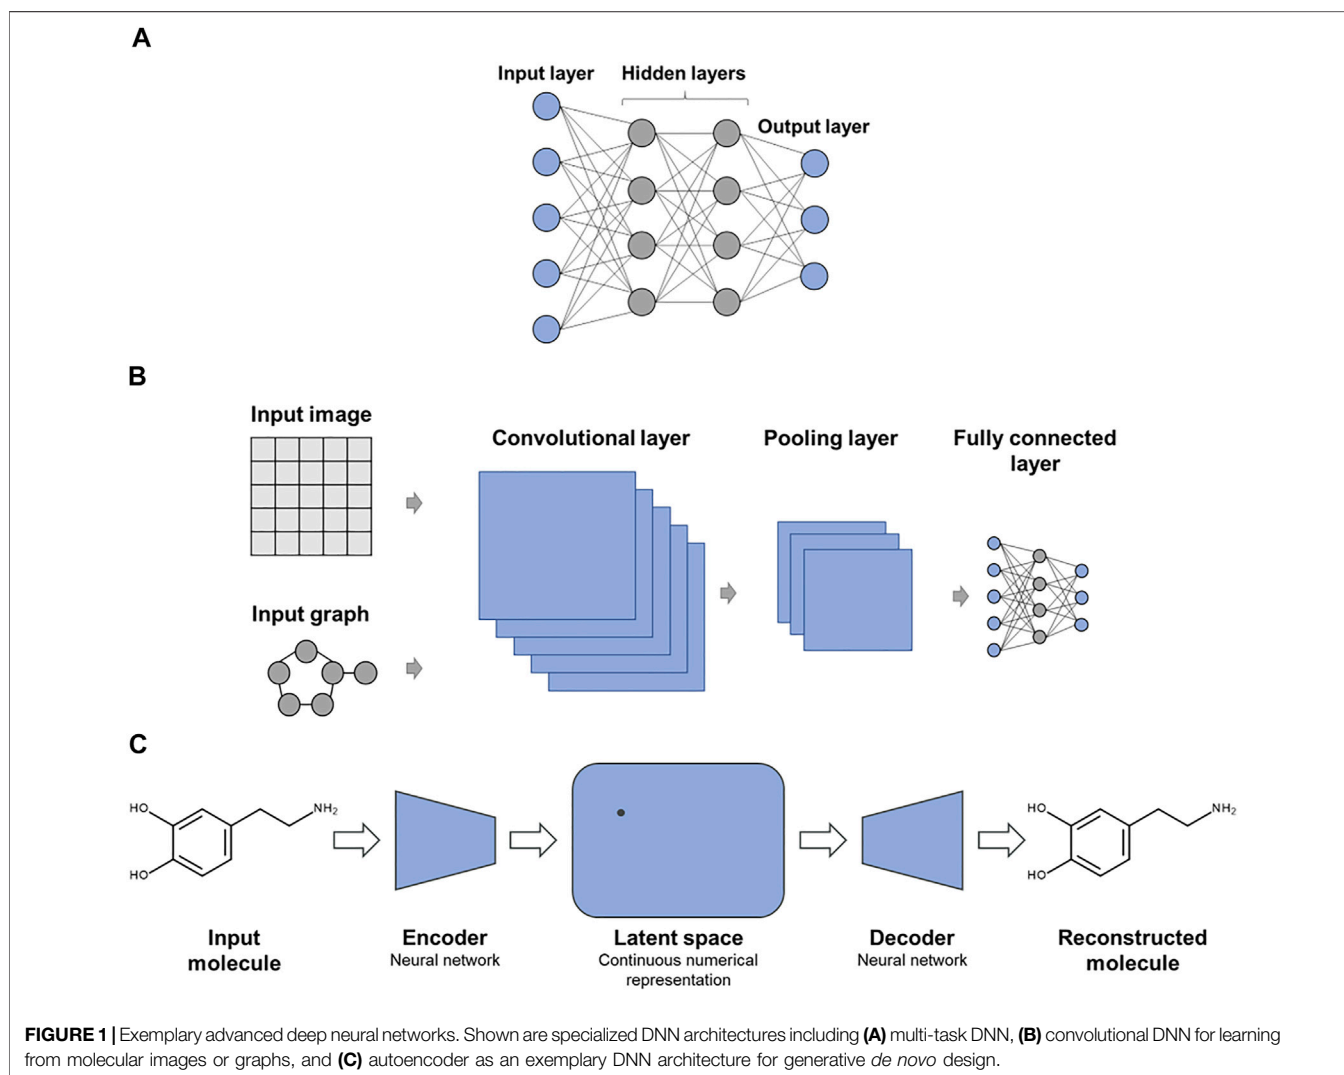 A
Input layer
Hidden layers
Output layer
B
Input image
Convolutional layer
Pooling layer
Fully connected
layer
Input graph
C
HO
HO
NH2
HO
HO
NH2
Input
molecule
Encoder
Neural network
Latent space
Continuous numerical
representation
Decoder
Neural network
Reconstructed
molecule
FIGURE 1 | Exemplary advanced deep neural networks. Shown are specialized DNN architectures including (A) multi-task DNN, (B) convolutional DNN for learning
from molecular images or graphs, and (C) autoencoder as an exemplary DNN architecture for generative de novo design.